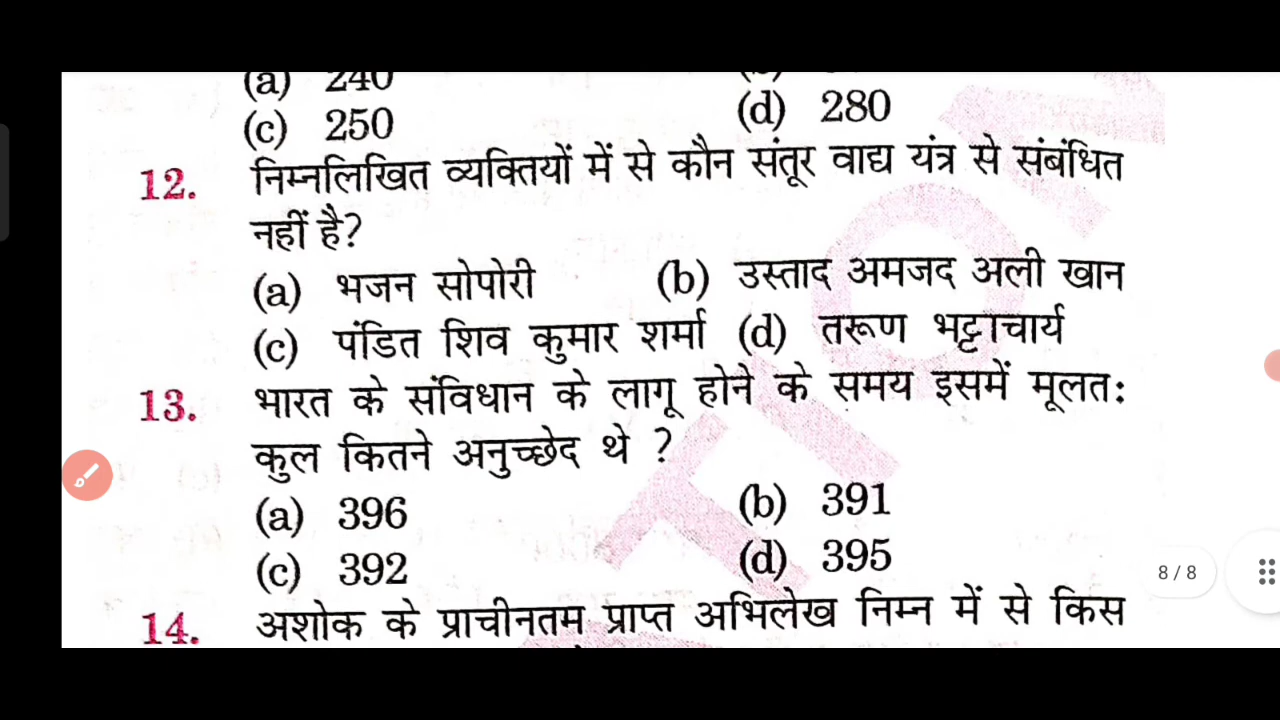 (a) 240
(c) 250 (d) 280
12. निम्नलिखित व्यक्तियों में से कौन संतूर वाद्य यंत्र से संबंधित
नहीं है?
(a) भजन सोपोरी (b) उस्ताद अमजद अली खान
(c) पंडित शिव कुमार शर्मा (d) तरूण भट्टाचार्य
13. भारत के संविधान के लागू होने के समय इसमें मूलतः
कुल कितने अनुच्छेद थे ?
(a) 396 (b) 391
(c) 392 (d) 395
8 / 8
14. अशोक के प्राचीनतम प्राप्त अभिलेख निम्न में से किस